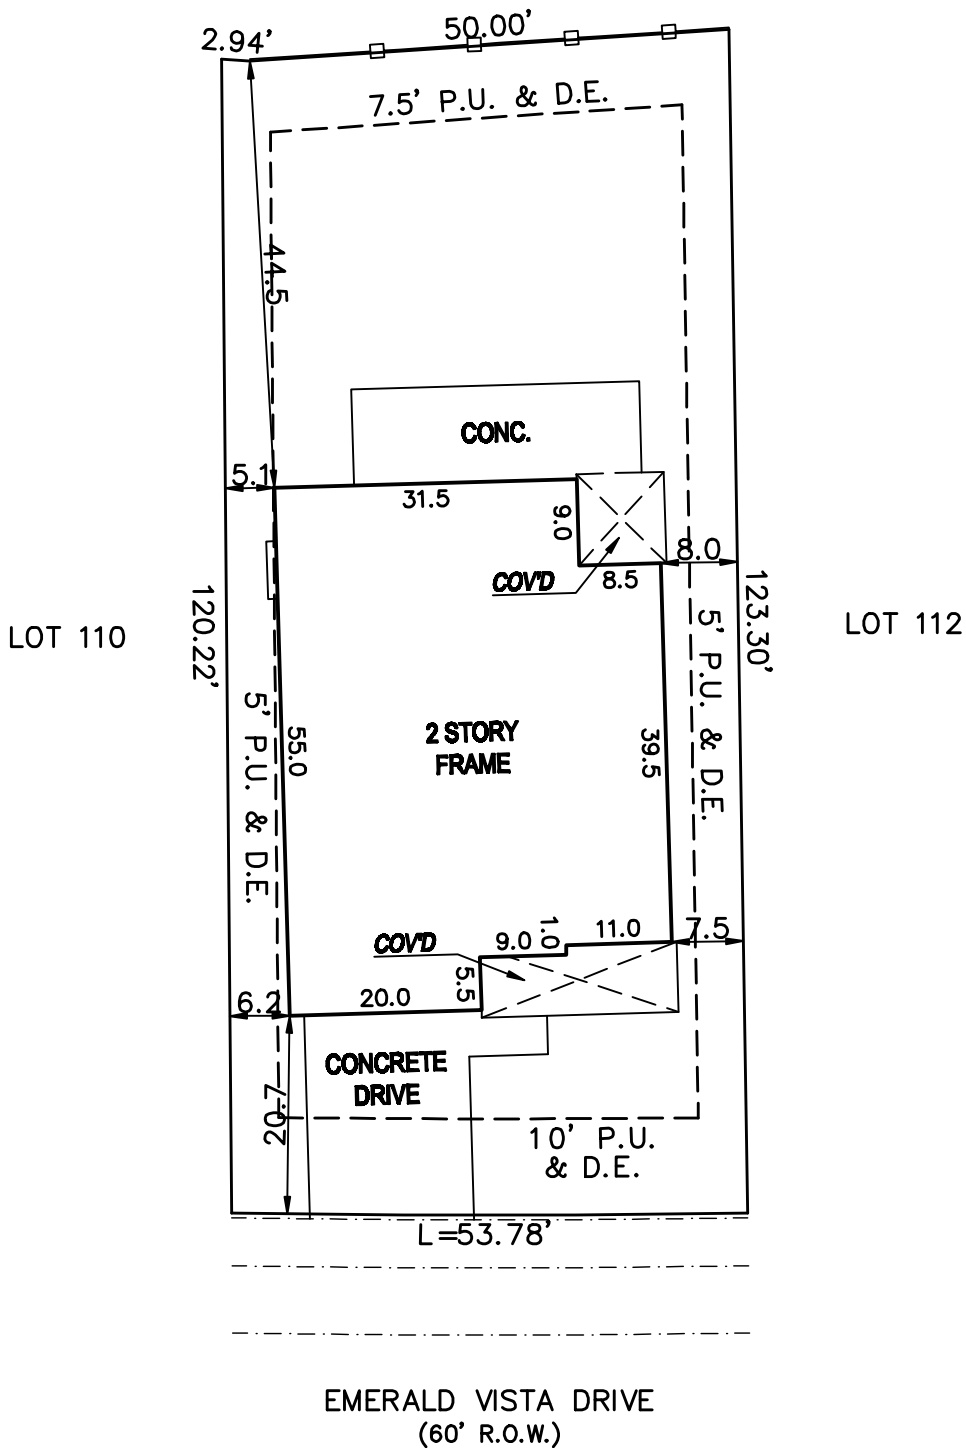 50.00'
2.94'
7.5' P.U. & D.E.
44.5
CONC.
5.1
31.5
9.0
8.0
COV'D
8.5
120.22'
123.30'
LOT 110
LOT 112
5' P.U. & D.E.
5' P.U. & D.E.
55.0
2 STORY
FRAME
39.5
COV'D
9.0
1.0
11.0
7.5
5.5
6.2
20.0
CONCRETE
DRIVE
20.7
10' P.U.
& D.E.
L=53.78'
EMERALD VISTA DRIVE
(60' R.O.W.)